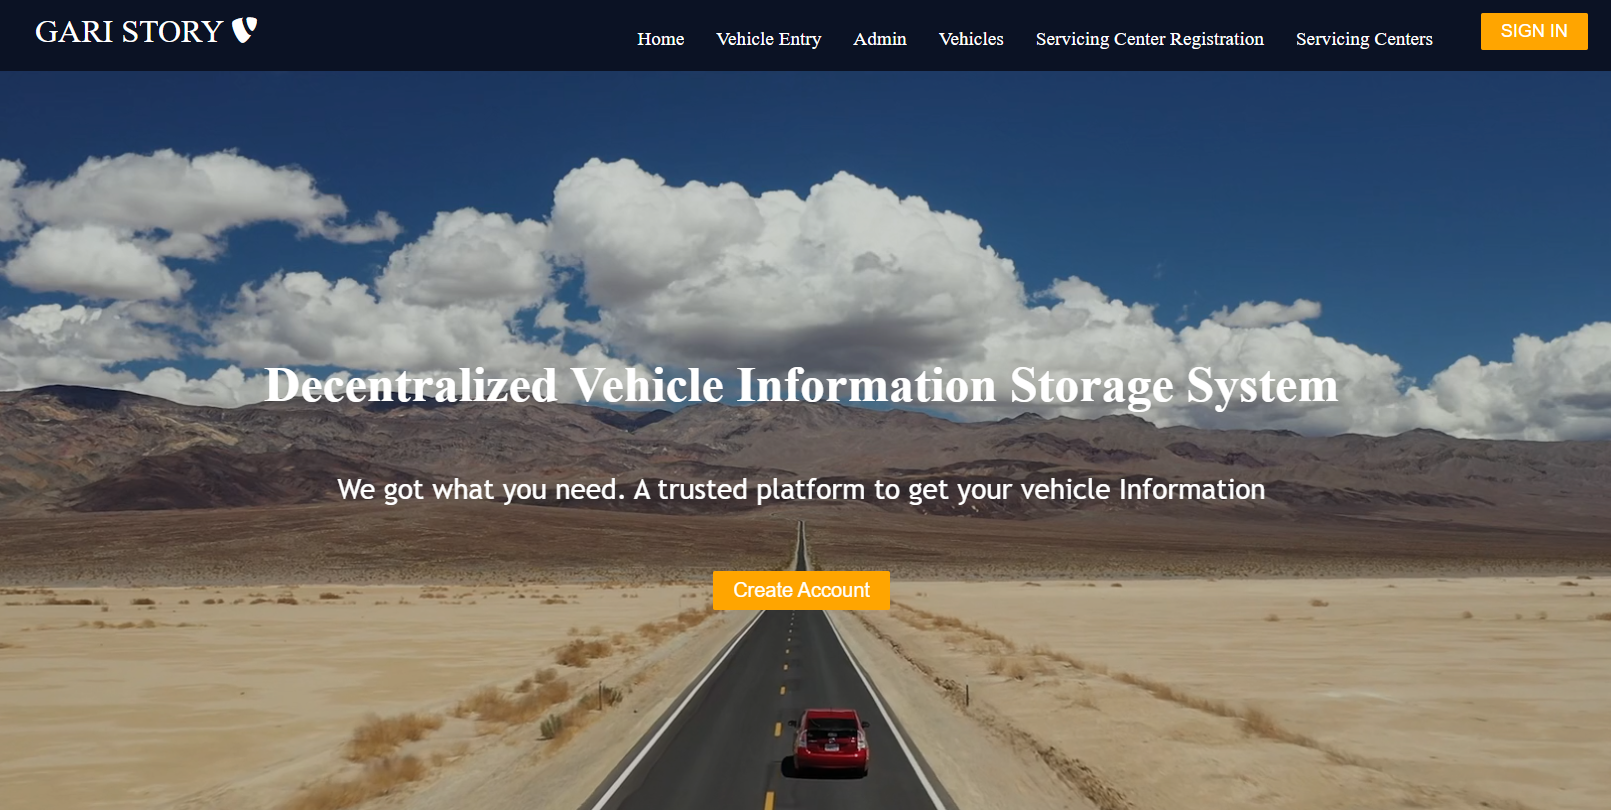 GARI STORY
Home Vehicle Entry Admin Vehicles Servicing Center Registration Servicing Centers SIGN IN
Decentralized Vehicle Information Storage System
We got what you need. A trusted platform to get your vehicle Information
Create Account